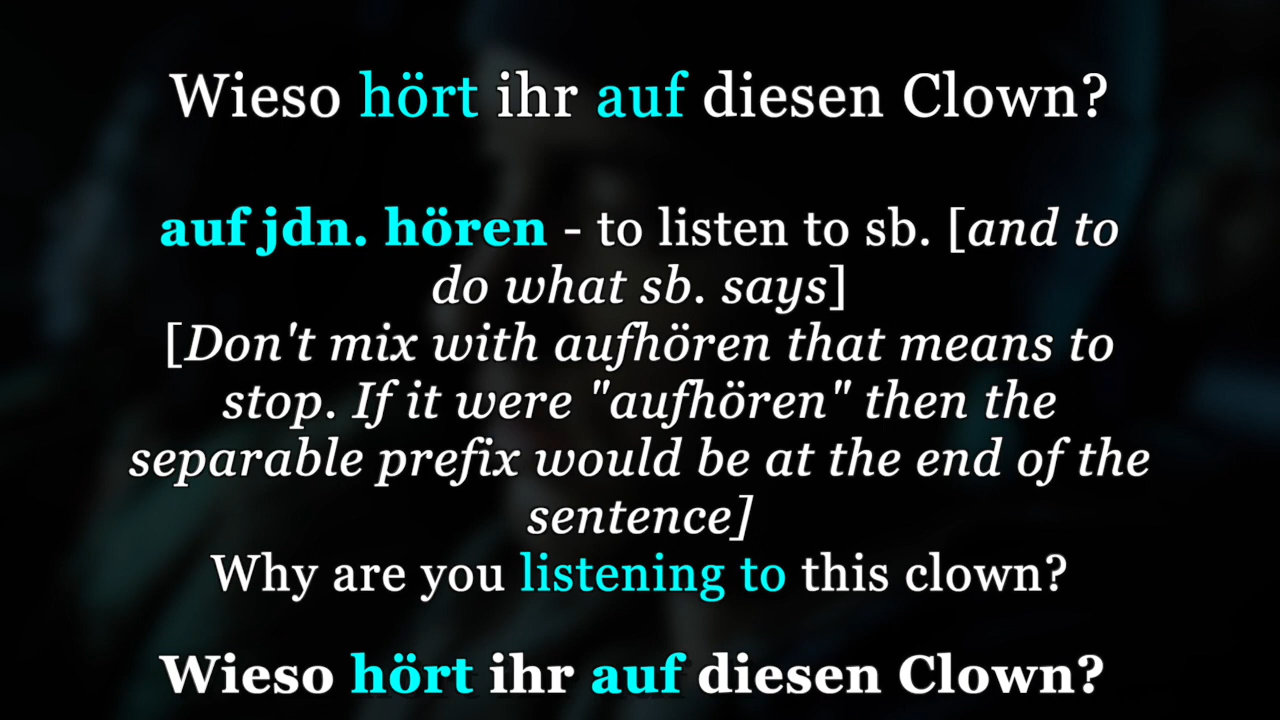 Wieso hört ihr auf diesen Clown?
auf jdn. hören - to listen to sb. [and to
do what sb. says]
[Don't mix with aufhören that means to
stop. If it were "aufhören" then the
separable prefix would be at the end of the
sentence]
Why are you listening to this clown?
Wieso hört ihr auf diesen Clown?